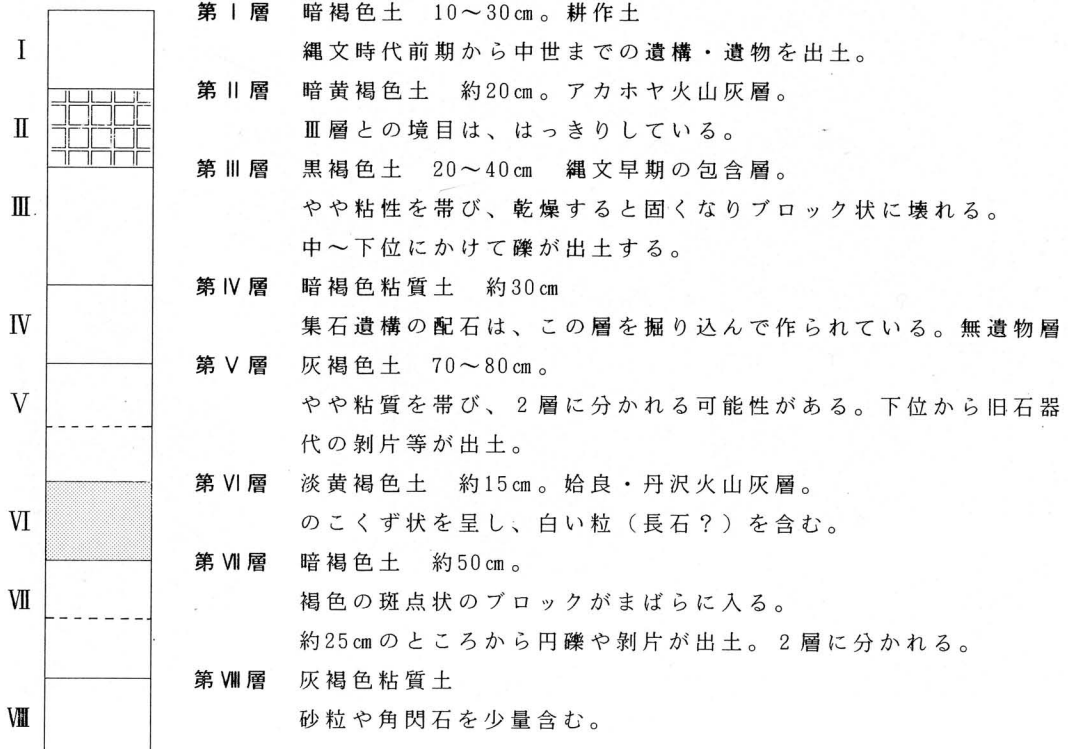 Ⅰ
第Ⅰ層 暗褐色土 10～30㎝。耕作土
縄文時代前期から中世までの遺構・遺物を出土。
Ⅱ
第Ⅱ層 暗黄褐色土 約20㎝。アカホヤ火山灰層。
Ⅲ層との境目は、はっきりしている。
Ⅲ
第Ⅲ層 黒褐色土 20～40㎝ 縄文早期の包含層。
やや粘性を帯び、乾燥すると固くなりブロック状に壊れる。
中～下位にかけて礫が出土する。
Ⅳ
第Ⅳ層 暗褐色粘質土 約30㎝
集石遺構の配石は、この層を掘り込んで作られている。無遺物層
Ⅴ
第Ⅴ層 灰褐色土 70～80㎝。
やや粘質を帯び、2層に分かれる可能性がある。下位から旧石器
代の剝片等が出土。
Ⅵ
第Ⅵ層 淡黄褐色土 約15㎝。姶良・丹沢火山灰層。
のこくず状を呈し、白い粒（長石？）を含む。
Ⅶ
第Ⅶ層 暗褐色土 約50㎝。
褐色の斑点状のブロックがまばらに入る。
約25㎝のところから円礫や剝片が出土。2層に分かれる。
Ⅷ
第Ⅷ層 灰褐色粘質土
砂粒や角閃石を少量含む。